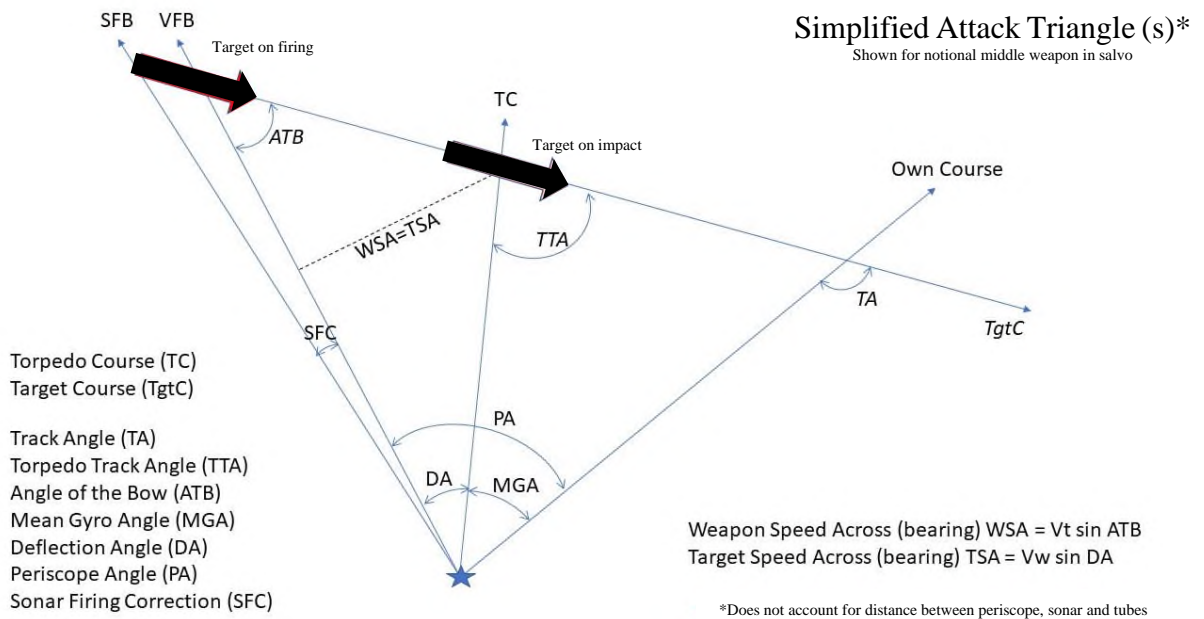 SFB VFB
Simplified Attack Triangle (s)*
Shown for notional middle weapon in salvo
Target on firing
TC
ATB
Target on impact
Own Course
WSA=TSA
TTA
TA
TgtC
SFC
Torpedo Course (TC)
Target Course (TgtC)
PA
Track Angle (TA)
Torpedo Track Angle (TTA)
Angle of the Bow (ATB)
Mean Gyro Angle (MGA)
Deflection Angle (DA)
Periscope Angle (PA)
Sonar Firing Correction (SFC)
DA
MGA
Weapon Speed Across (bearing) WSA = Vt sin ATB
Target Speed Across (bearing) TSA = Vw sin DA
*Does not account for distance between periscope, sonar and tubes